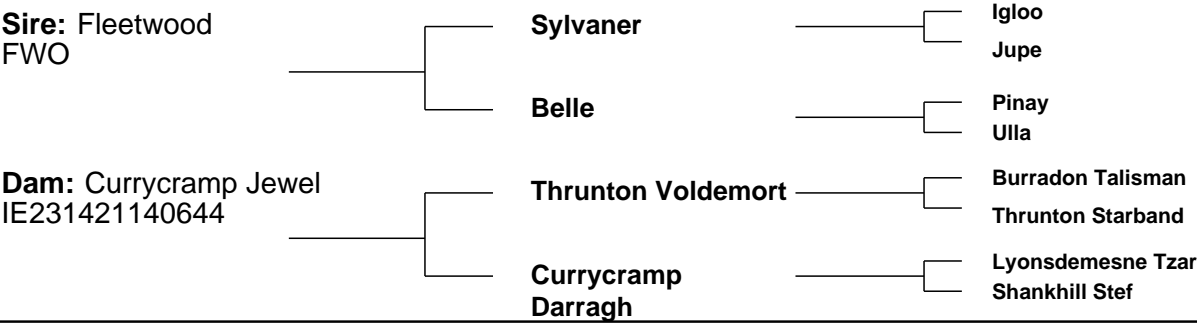 Sire: Fleetwood
FWO
Sylvaner
Igloo
Jupe
Belle
Pinay
Ulla
Dam: Currycramp Jewel
IE231421140644
Thrunton Voldemort
Burradon Talisman
Thrunton Starband
Currycramp
Darragh
Lyonsdemesne Tzar
Shankhill Stef